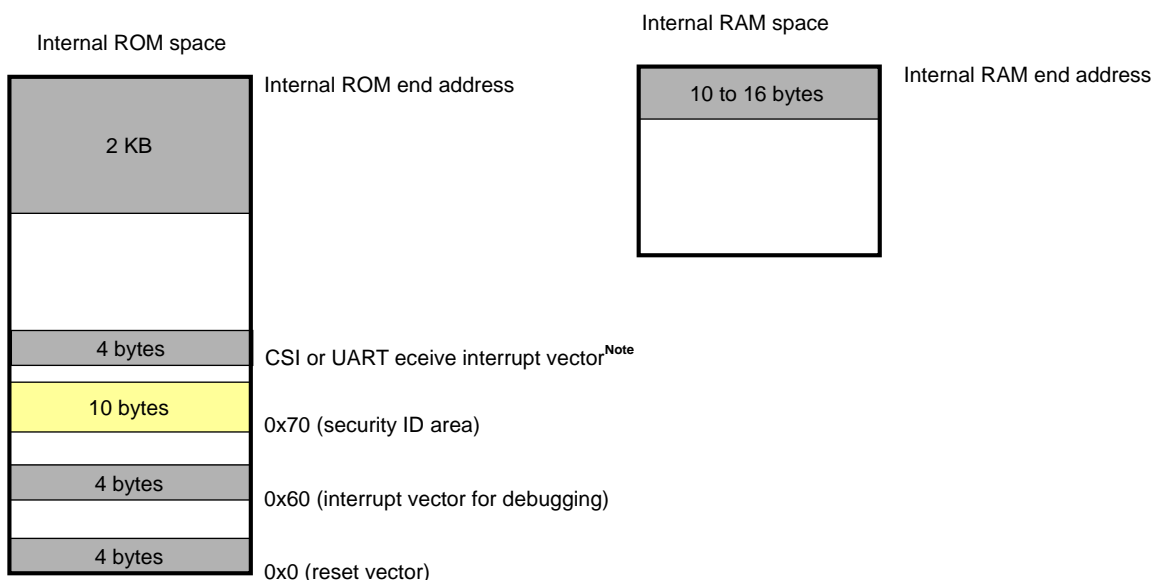 Internal RAM space
Internal ROM space
Internal RAM end address
Internal ROM end address
10 to 16 bytes
2 KB
4 bytes
CSI or UART eceive interrupt vectorNote
10 bytes
0x70 (security ID area)
4 bytes
0x60 (interrupt vector for debugging)
4 bytes
0x0 (reset vector)